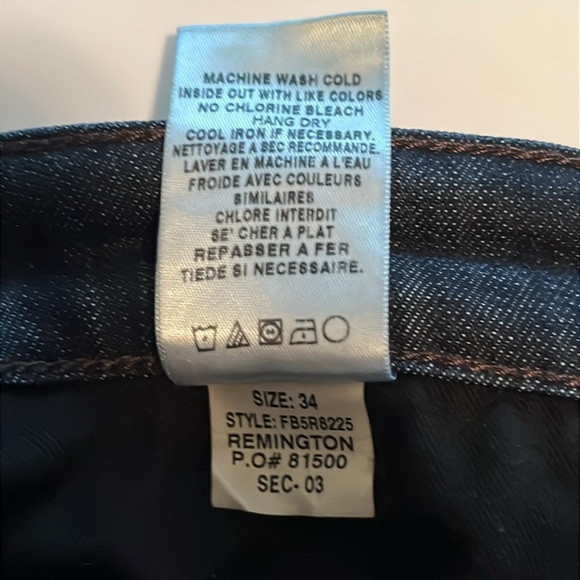 MACHINE WASH COLD
INSIDE OUT WITH LIKE COLORS
NO CHLORINE BLEACH
HANG DRY
COOL IRON IF NECESSARY.
NETTOYAGE A SEC RECOMMANDE.
LAVER EN MACHINE A L'EAU
FROIDE AVEC COULEURS
SIMILAIRES
CHLORE INTERDIT
SE' CHER A PLAT
REPASSER A FER
TIEDE SI NECESSAIRE.
SIZE: 34
STYLE: FB5R8225
REMINGTON
P.O# 81500
SEC- 03